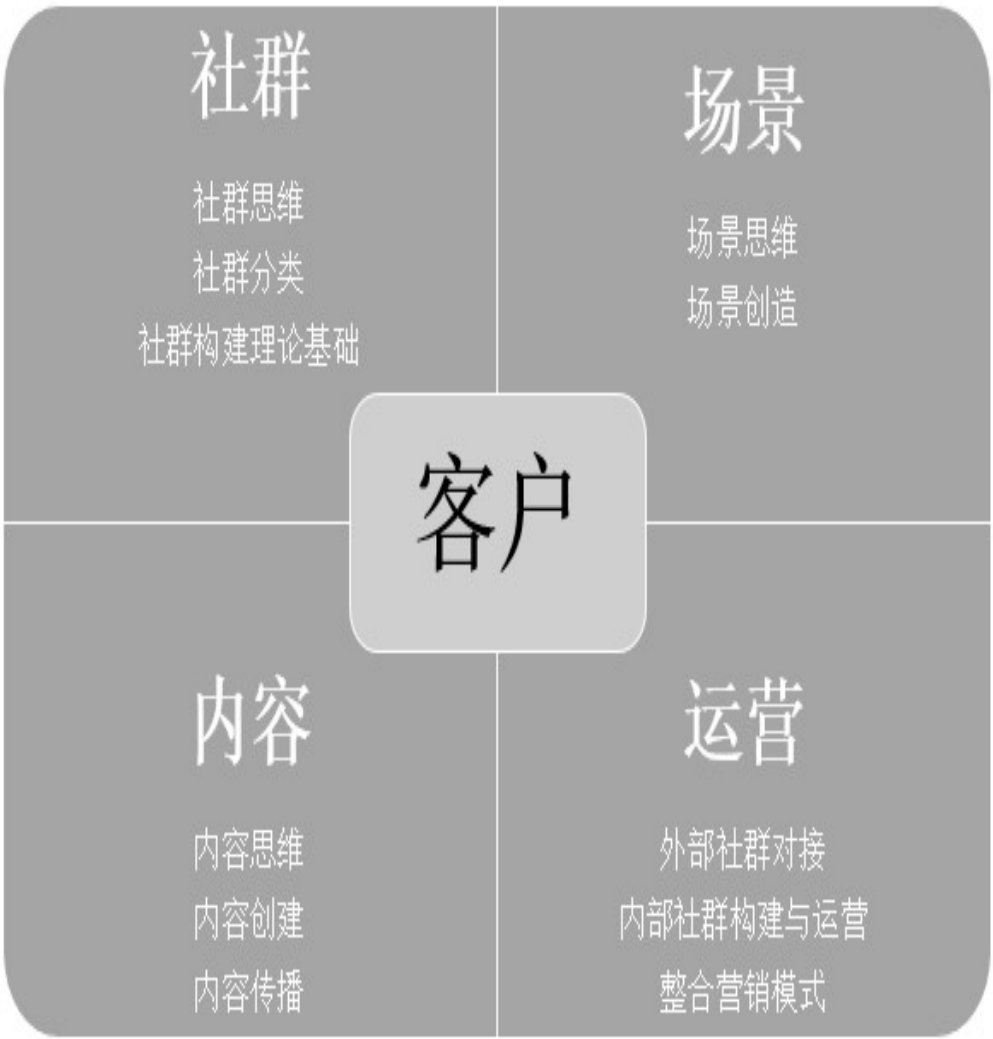 社群
社群思维
社群分类
社群构建理论基础
场景
场景思维
场景创造
客户
内容
内容思维
内容创建
内容传播
运营
外部社群对接
内部社群构建与运营
整合营销模式